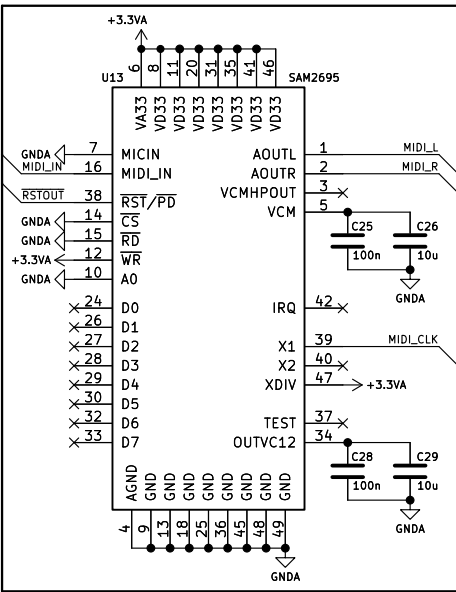 +3.3VA
U13
SAM2695
6 8 11 20 31 35 41 46
VA33 VD33 VD33 VD33 VD33 VD33 VD33 VD33
GNDA 7 MICIN AOUTL 1 MIDI_L
MIDI_IN 16 MIDI_IN AOUTR 2 MIDI_R
RSTOUT 38 RST/PD VCMHPOUT 3
GNDA 14 CS VCM 5
GNDA 15 RD
+3.3VA 12 WR
GNDA 10 A0
C25 100n
C26 10u
GNDA
24 D0 IRQ 42
26 D1
27 D2 X1 39 MIDI_CLK
28 D3 X2 40
29 D4 XDIV 47 +3.3VA
30 D5
32 D6 TEST 37
33 D7 OUTVC12 34
C28 100n
C29 10u
GNDA
AGND GND GND GND GND GND GND GND GND
4 9 13 18 25 36 45 48 49
GNDA